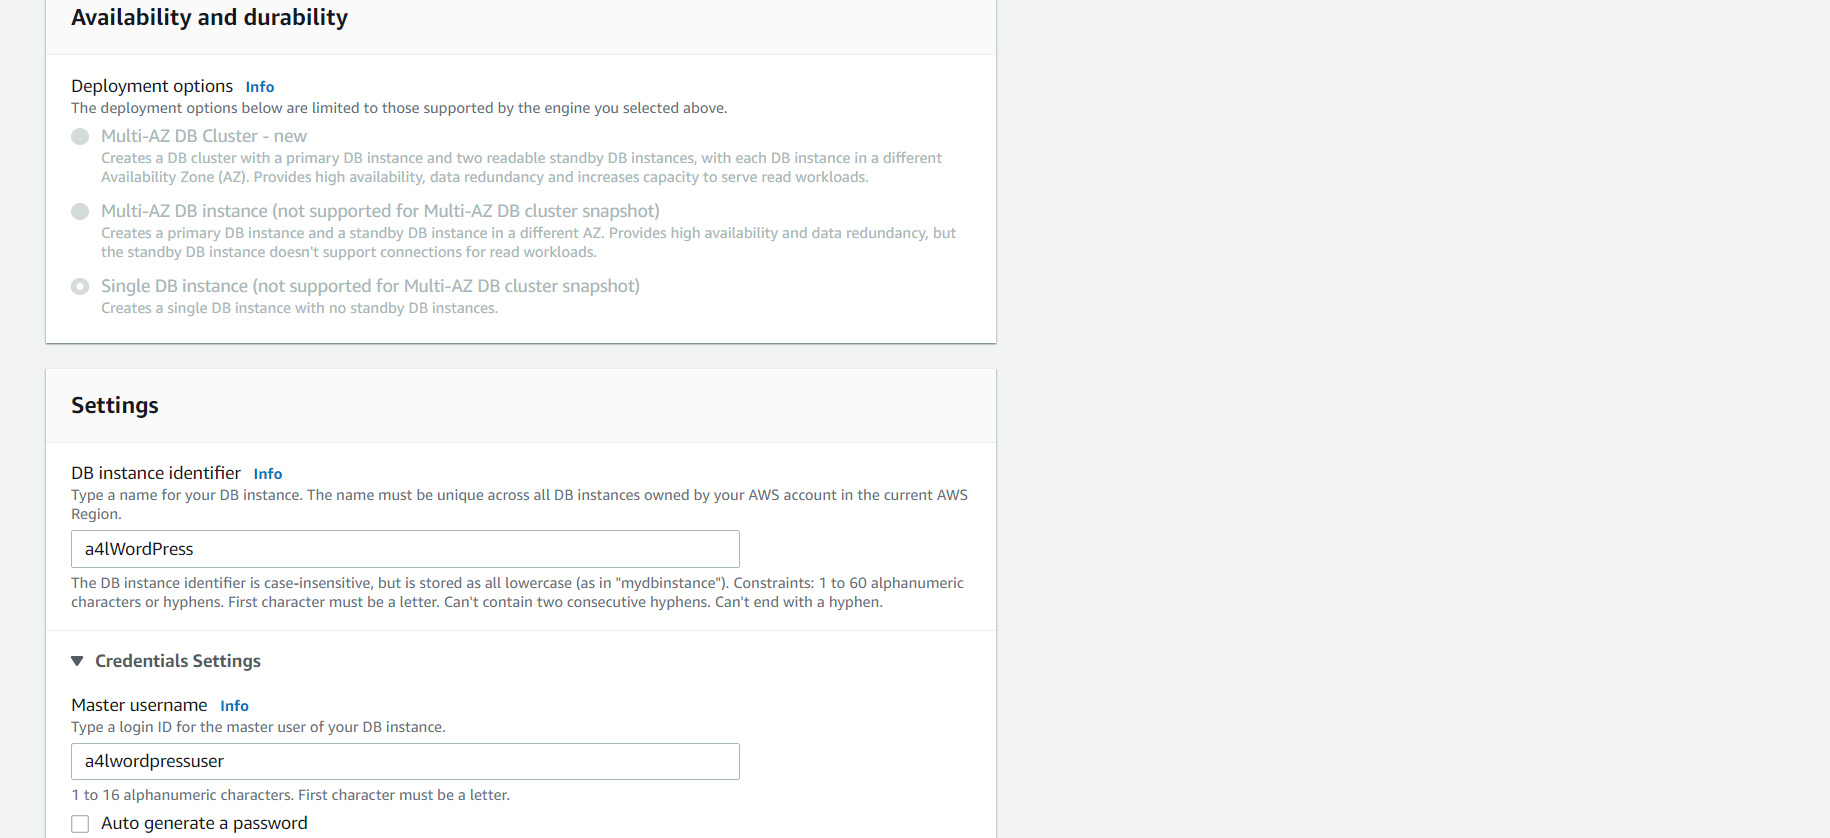 Availability and durability
Deployment options Info
The deployment options below are limited to those supported by the engine you selected above.
Multi-AZ DB Cluster - new
Creates a DB cluster with a primary DB instance and two readable standby DB instances, with each DB instance in a different
Availability Zone (AZ). Provides high availability, data redundancy and increases capacity to serve read workloads.
Multi-AZ DB instance (not supported for Multi-AZ DB cluster snapshot)
Creates a primary DB instance and a standby DB instance in a different AZ. Provides high availability and data redundancy, but
the standby DB instance doesn't support connections for read workloads.
Single DB instance (not supported for Multi-AZ DB cluster snapshot)
Creates a single DB instance with no standby DB instances.
Settings
DB instance identifier Info
Type a name for your DB instance. The name must be unique across all DB instances owned by your AWS account in the current AWS
Region.
a4lWordPress
The DB instance identifier is case-insensitive, but is stored as all lowercase (as in "mydbinstance"). Constraints: 1 to 60 alphanumeric
characters or hyphens. First character must be a letter. Can't contain two consecutive hyphens. Can't end with a hyphen.
Credentials Settings
Master username Info
Type a login ID for the master user of your DB instance.
a4lwordpressuser
1 to 16 alphanumeric characters. First character must be a letter.
Auto generate a password